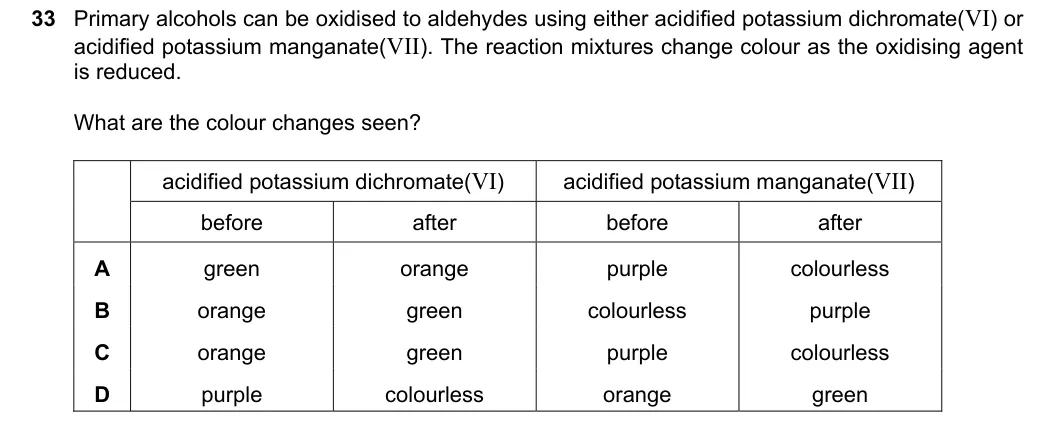 33 Primary alcohols can be oxidised to aldehydes using either acidified potassium dichromate(VI) or
acidified potassium manganate(VII). The reaction mixtures change colour as the oxidising agent
is reduced.
What are the colour changes seen?
acidified potassium dichromate(VI) acidified potassium manganate(VII)
before after before after
A green orange purple colourless
B orange green colourless purple
C orange green purple colourless
D purple colourless orange green